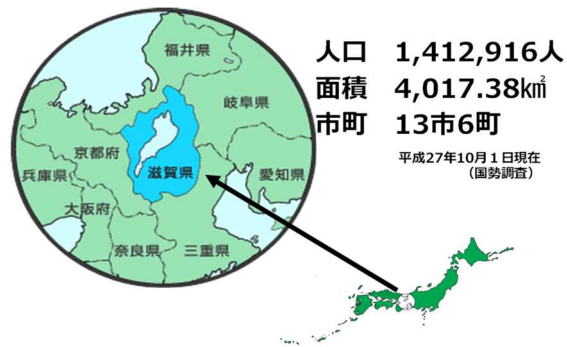 福井県
岐阜県
京都府
兵庫県
滋賀県
愛知県
大阪府
奈良県
三重県
人口 1,412,916人
面積 4,017.38㎢
市町 13市6町
平成27年10月１日現在
（国勢調査）